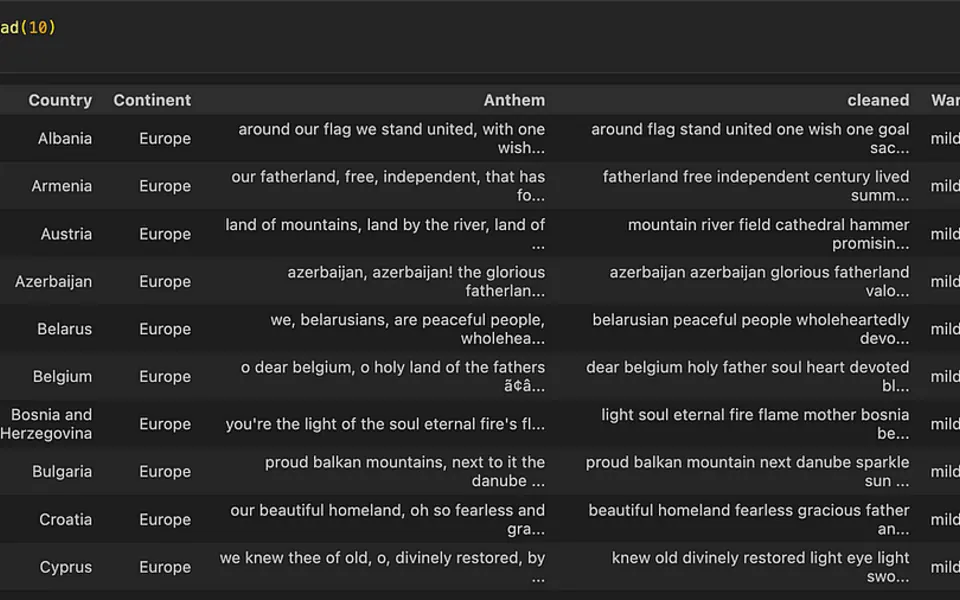 ad(10)
Country Continent Anthem cleaned War
Albania Europe around our flag we stand united, with one around flag stand united one wish one goal mild
wish... sac...
Armenia Europe our fatherland, free, independent, that has fatherland free independent century lived mild
fo... summ...
Austria Europe land of mountains, land by the river, land of mountain river field cathedral hammer mild
... promisin...
Azerbaijan Europe azerbaijan, azerbaijan! the glorious azerbaijan azerbaijan glorious fatherland mild
fatherlan... valo...
Belarus Europe we, belarusians, are peaceful people, belarusian peaceful people wholeheartedly mild
wholehea... devo...
Belgium Europe o dear belgium, o holy land of the fathers dear belgium holy father soul heart devoted mild
ã¢â... bl...
Bosnia and Herzegovina Europe you're the light of the soul eternal fire's fl... light soul eternal fire flame mother bosnia mild
be...
Bulgaria Europe proud balkan mountains, next to it the proud balkan mountain next danube sparkle mild
danube ... sun ...
Croatia Europe our beautiful homeland, oh so fearless and beautiful homeland fearless gracious father mild
gra... an...
Cyprus Europe we knew thee of old, o, divinely restored, by knew old divinely restored light eye light mild
... swo...